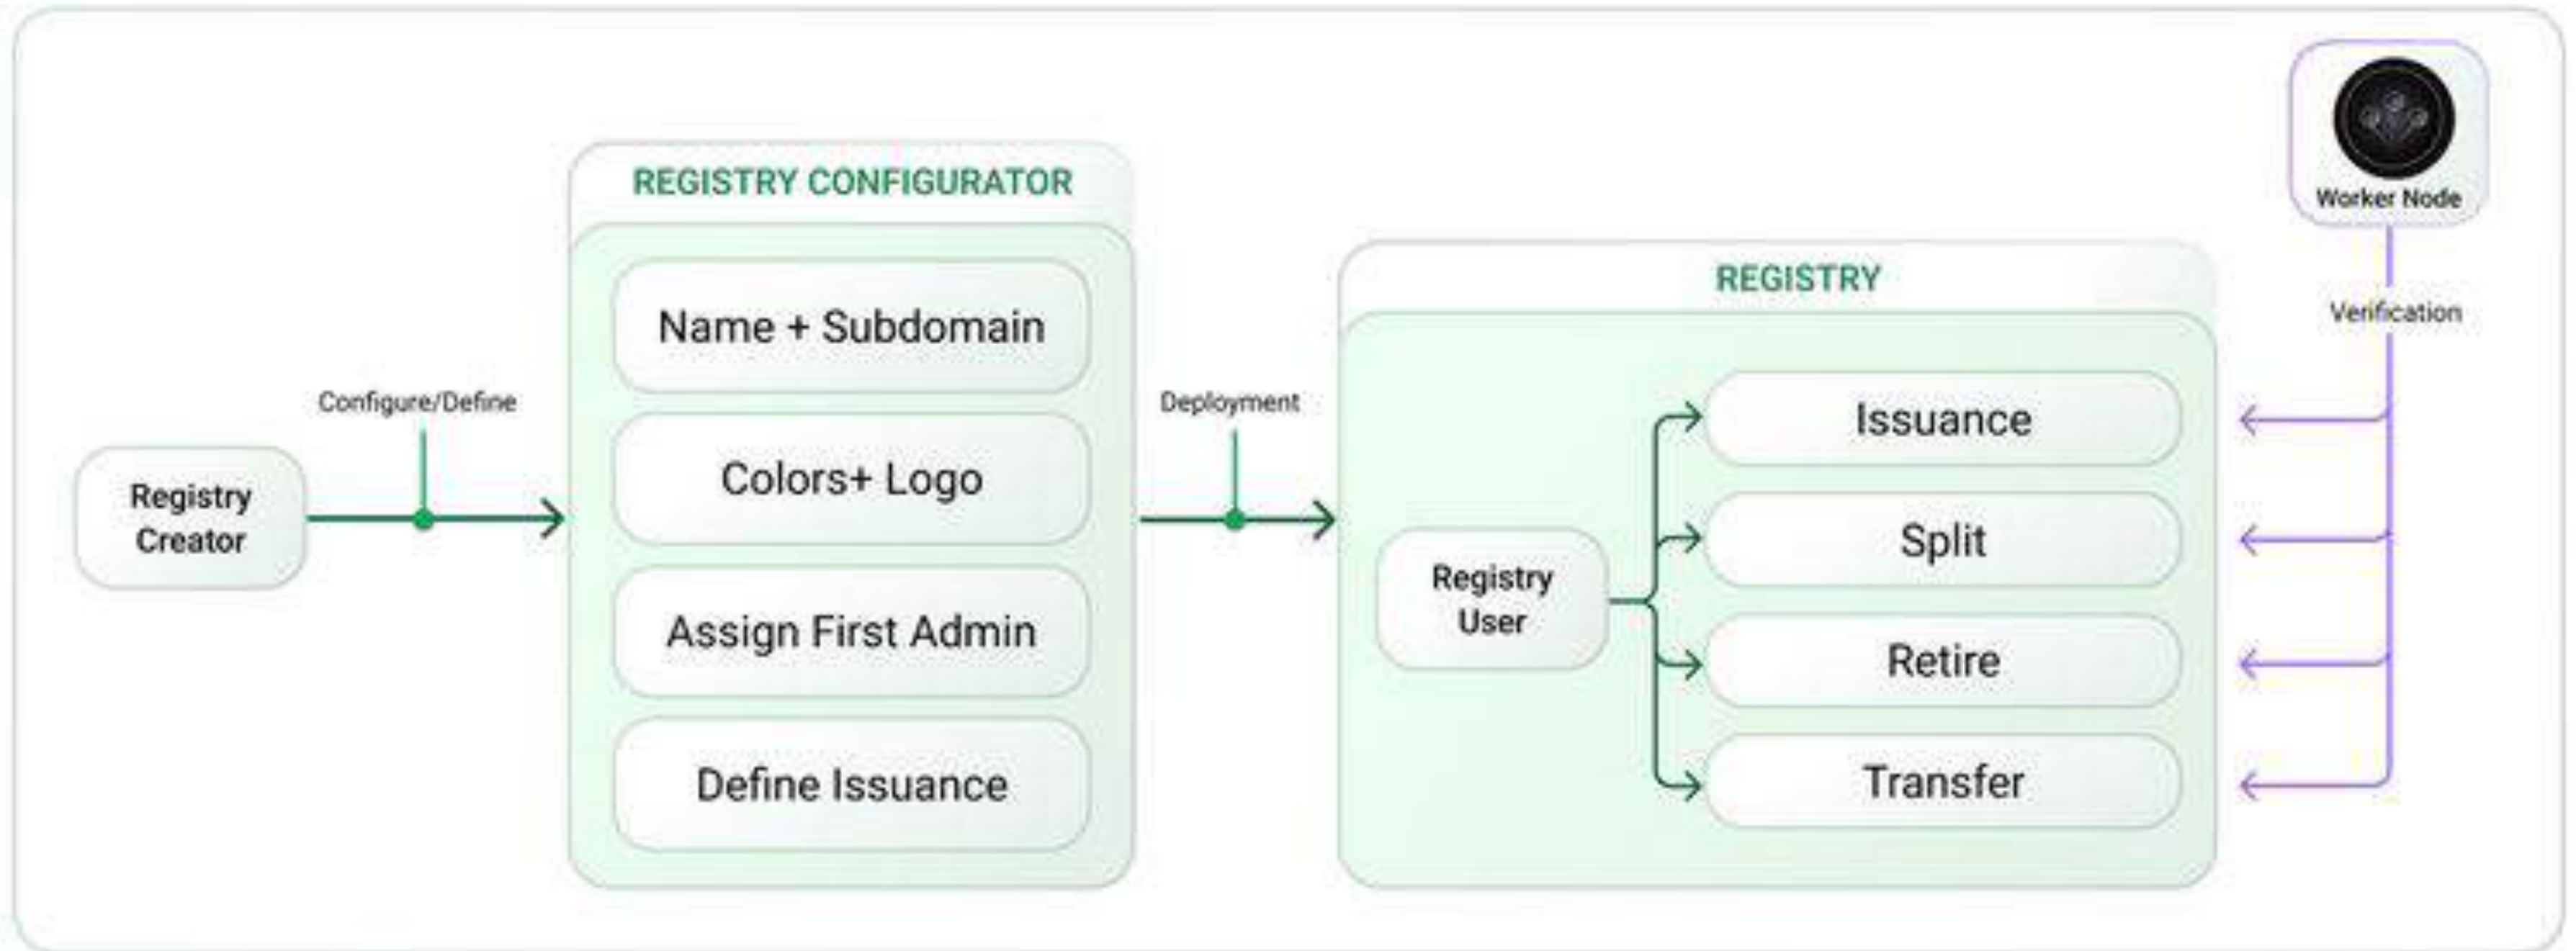 Worker Node
REGISTRY CONFIGURATOR
REGISTRY
Verification
Name + Subdomain
Configure/Define
Deployment
Issuance
Colors+ Logo
Registry
Creator
Split
Registry
User
Assign First Admin
Retire
Define Issuance
Transfer